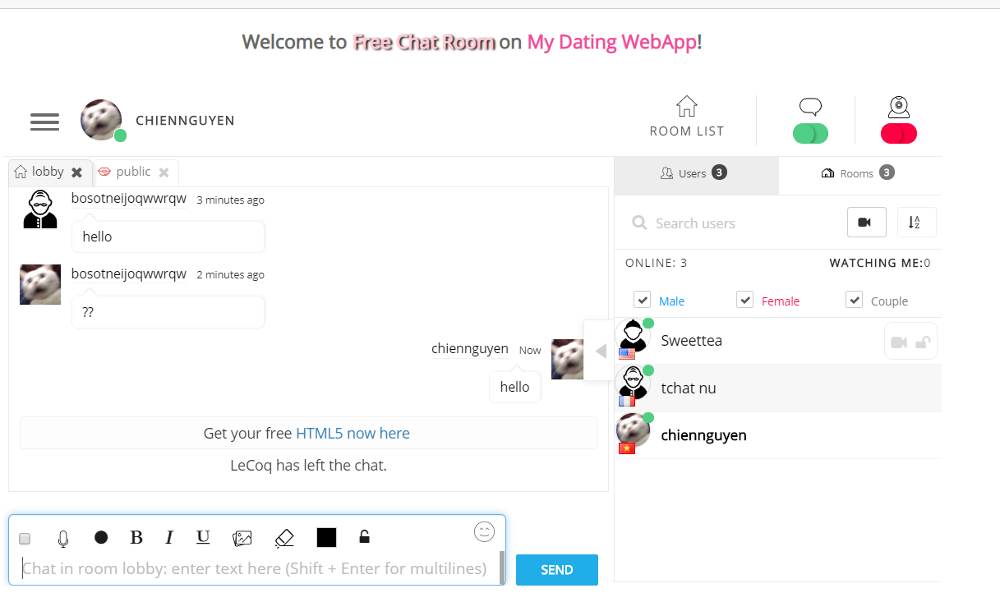 Welcome to Free Chat Room on My Dating WebApp!
CHIENNGUYEN
ROOM LIST
lobby
public
bosotneijoqwwrqw 3 minutes ago
hello
bosotneijoqwwrqw 2 minutes ago
??
chiennguyen Now
hello
Get your free HTML5 now here
LeCoq has left the chat.
B I U
Chat in room lobby: enter text here (Shift + Enter for multilines)
SEND
Users 3
Rooms 3
Search users
A
Z
ONLINE: 3 WATCHING ME:0
Male Female Couple
Sweettea
tchat nu
chiennguyen